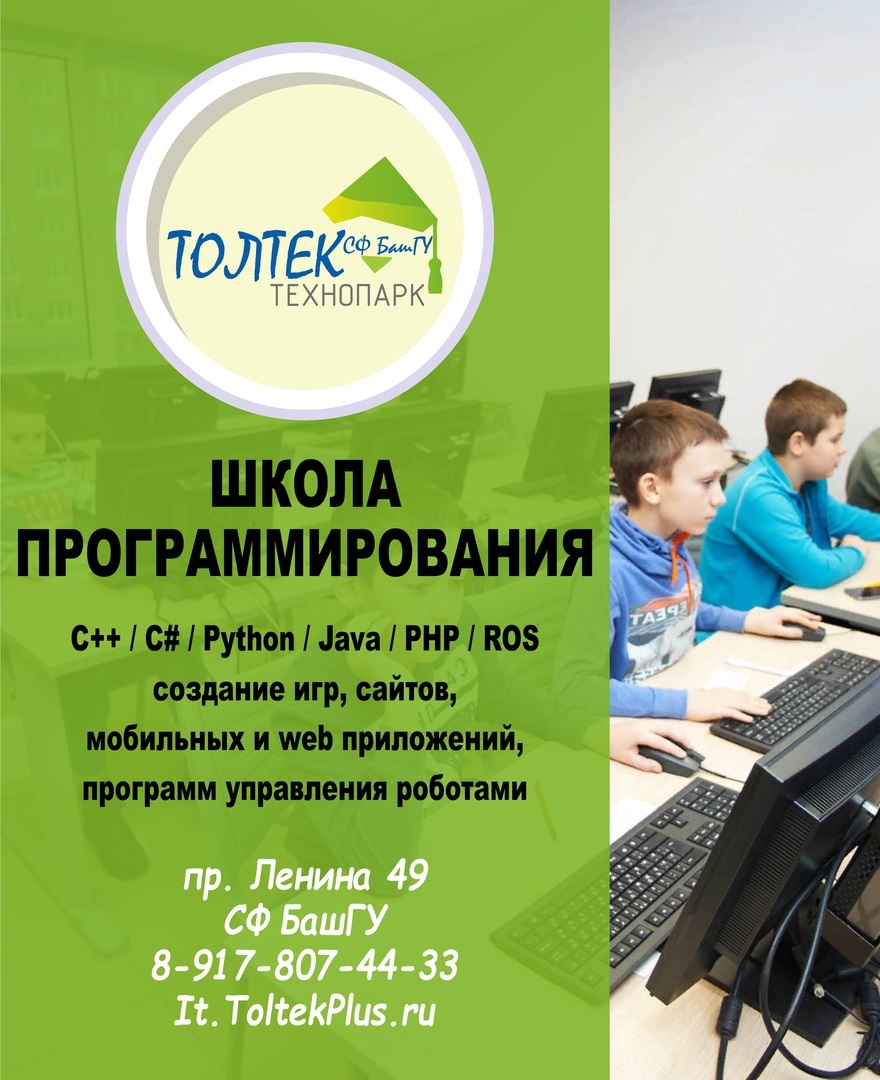 ТОЛТЕК СФ БашГУ
ТЕХНОПАРК
ШКОЛА
ПРОГРАММИРОВАНИЯ
C++ / C# / Python / Java / PHP / ROS
создание игр, сайтов,
мобильных и web приложений,
программ управления роботами
REPEAT
пр. Ленина 49
СФ БашГУ
8-917-807-44-33
It.ToltekPlus.ru